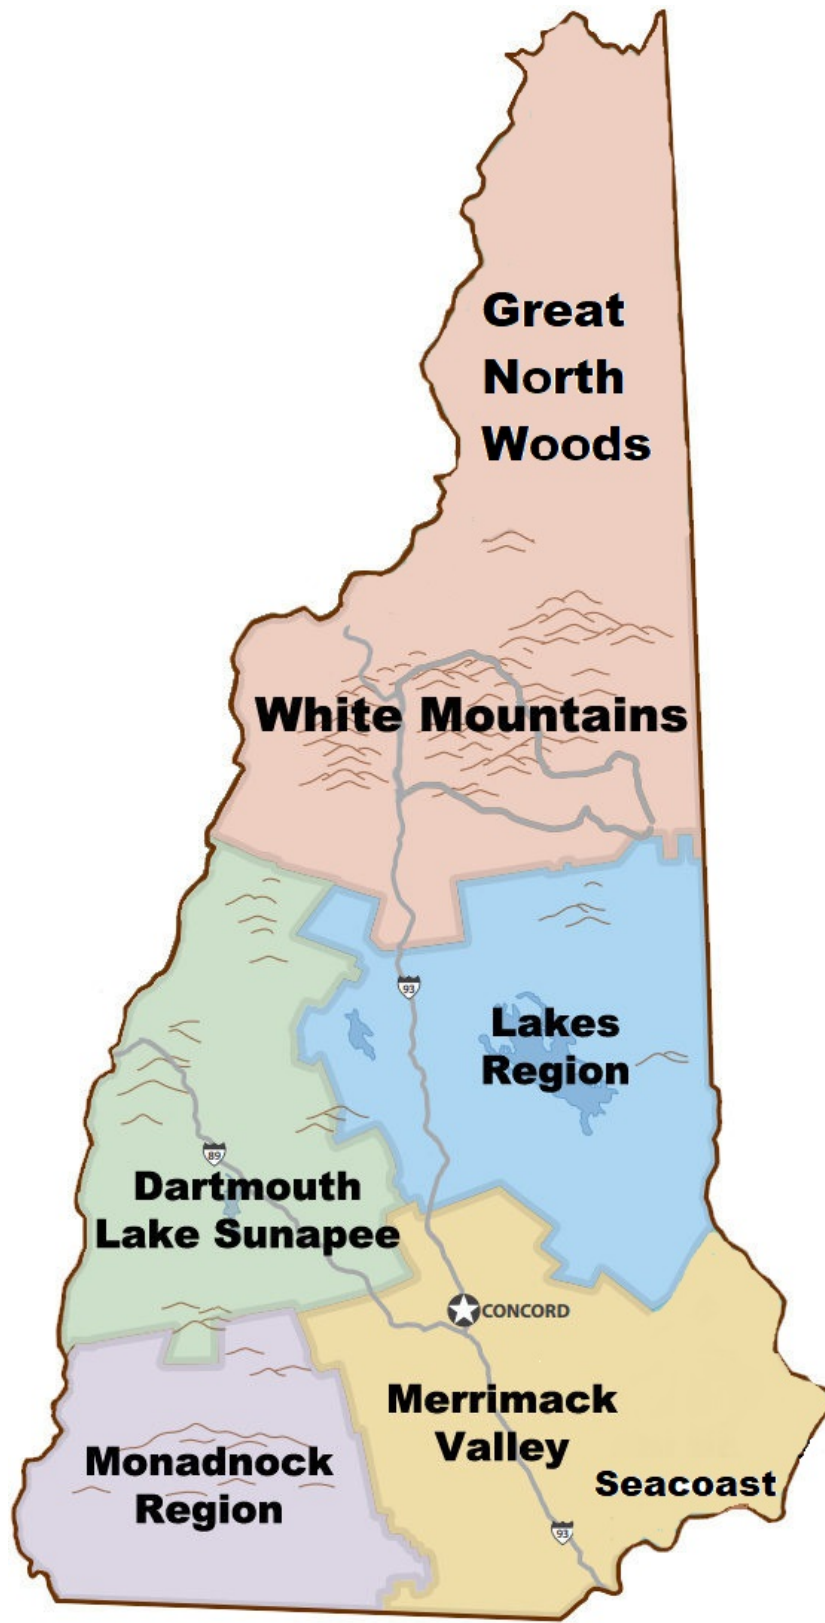 Great
North
Woods
White Mountains
93
Lakes
Region
89
Dartmouth
Lake Sunapee
CONCORD
Merrimack
Valley
Monadnock
Region
Seacoast
93